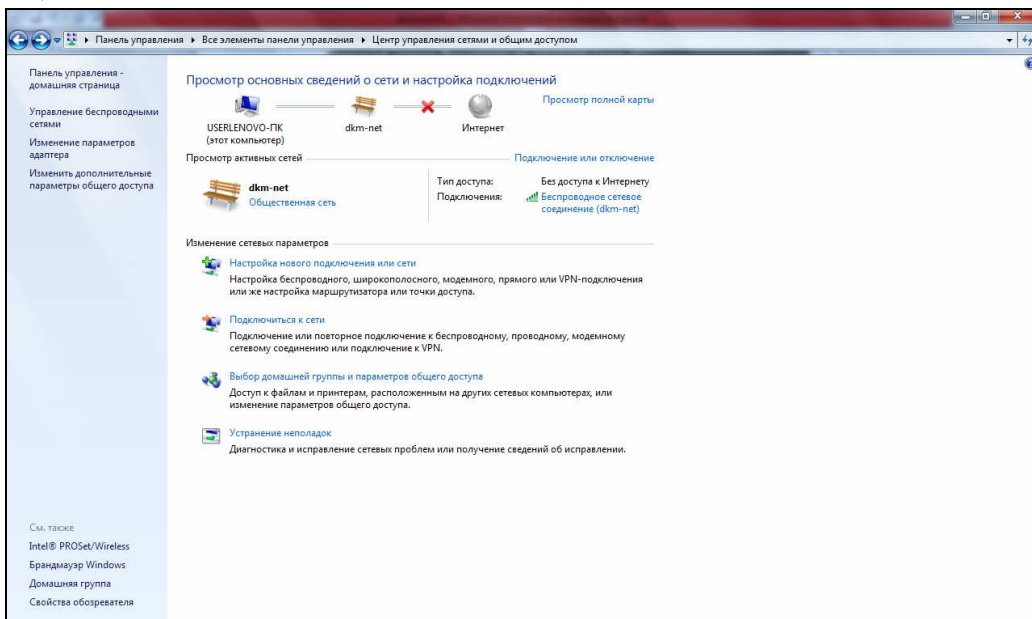 Панель управления ▸ Все элементы панели управления ▸ Центр управления сетями и общим доступом
Панель управления -
домашняя страница
Управление беспроводными
сетями
Изменение параметров
адаптера
Изменить дополнительные
параметры общего доступа
Просмотр основных сведений о сети и настройка подключений
Просмотр полной карты
USERLENOVO-ПК
(этот компьютер)
dkm-net
Интернет
Просмотр активных сетей
Подключение или отключение
dkm-net
Общественная сеть
Тип доступа: Без доступа к Интернету
Подключения: Беспроводное сетевое
соединение (dkm-net)
Изменение сетевых параметров
Настройка нового подключения или сети
Настройка беспроводного, широкополосного, модемного, прямого или VPN-подключения
или же настройка маршрутизатора или точки доступа.
Подключиться к сети
Подключение или повторное подключение к беспроводному, проводному, модемному
сетевому соединению или подключение к VPN.
Выбор домашней группы и параметров общего доступа
Доступ к файлам и принтерам, расположенным на других сетевых компьютерах, или
изменение параметров общего доступа.
Устранение неполадок
Диагностика и исправление сетевых проблем или получение сведений об исправлении.
См. также
Intel® PROSet/Wireless
Брандмауэр Windows
Домашняя группа
Свойства обозревателя